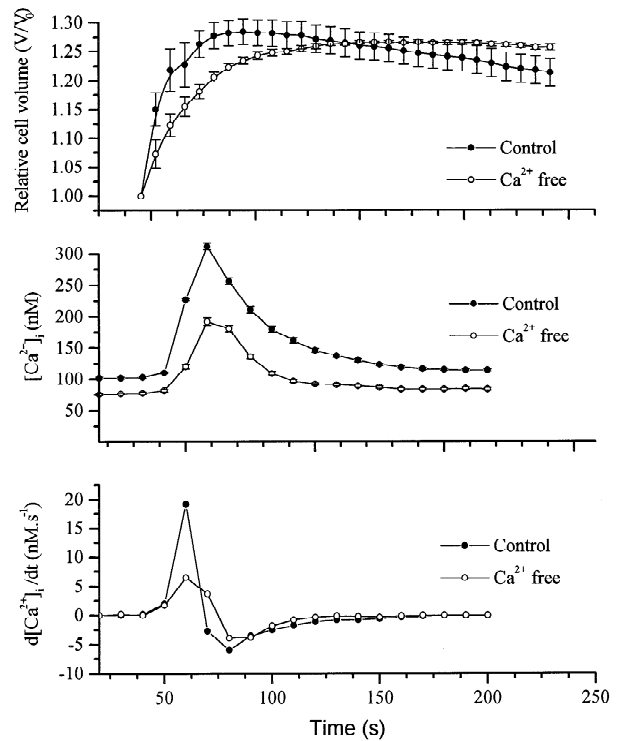 Relative cell volume (V/V₀)
1.30
1.25
1.20
1.15
1.10
1.05
1.00
Control
Ca²⁺ free
[Ca²⁺]ᵢ (nM)
300
250
200
150
100
50
Control
Ca²⁺ free
d[Ca²⁺]ᵢ/dt (nM.s⁻¹)
20
15
10
5
0
-5
-10
Control
Ca²⁺ free
50
100
150
200
250
Time (s)